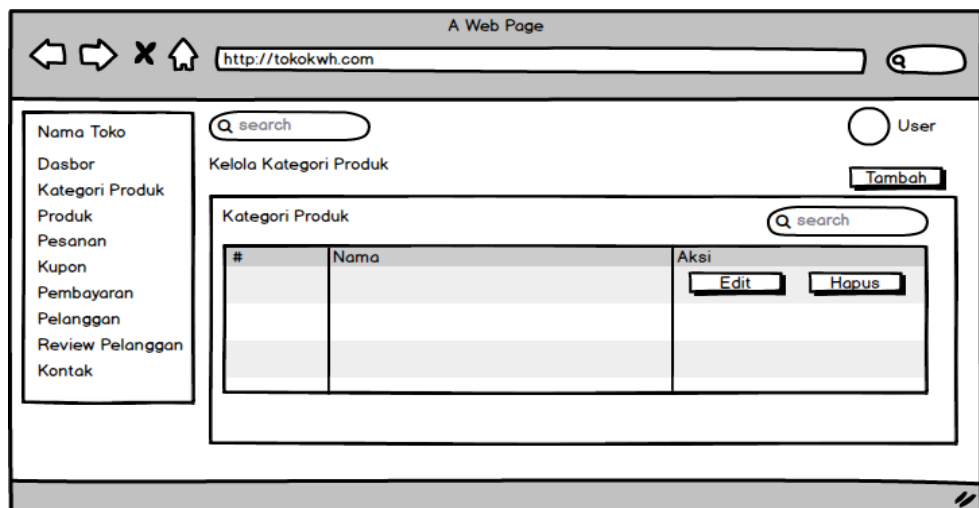 A Web Page
http://tokokwh.com
Nama Toko
Dasbor
Kategori Produk
Produk
Pesanan
Kupon
Pembayaran
Pelanggan
Review Pelanggan
Kontak
search
User
Kelola Kategori Produk
Tambah
Kategori Produk
search
# Nama Aksi
Edit Hapus